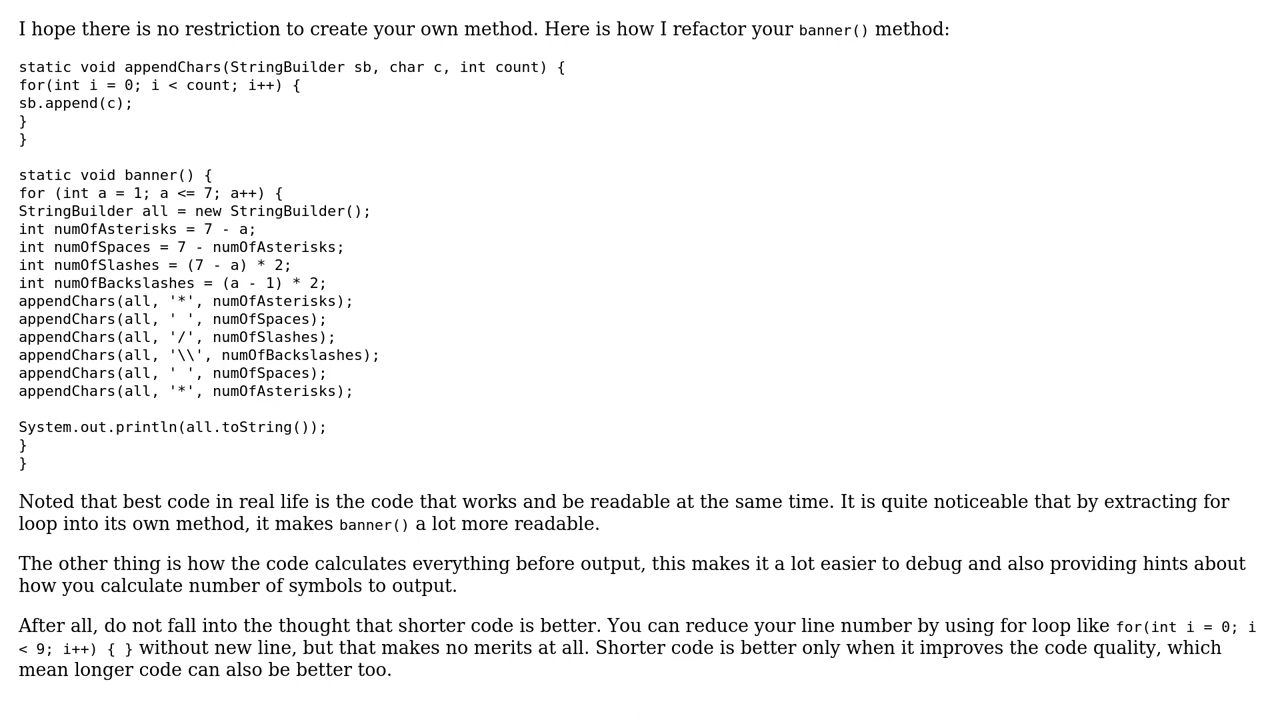 I hope there is no restriction to create your own method. Here is how I refactor your banner() method:
static void appendChars(StringBuilder sb, char c, int count) {
for(int i = 0; i < count; i++) {
sb.append(c);
}
}
static void banner() {
for (int a = 1; a <= 7; a++) {
StringBuilder all = new StringBuilder();
int numOfAsterisks = 7 - a;
int numOfSpaces = 7 - numOfAsterisks;
int numOfSlashes = (7 - a) * 2;
int numOfBackslashes = (a - 1) * 2;
appendChars(all, '*', numOfAsterisks);
appendChars(all, ' ', numOfSpaces);
appendChars(all, '/', numOfSlashes);
appendChars(all, '\\', numOfBackslashes);
appendChars(all, ' ', numOfSpaces);
appendChars(all, '*', numOfAsterisks);
System.out.println(all.toString());
}
}
Noted that best code in real life is the code that works and be readable at the same time. It is quite noticeable that by extracting for
loop into its own method, it makes banner() a lot more readable.
The other thing is how the code calculates everything before output, this makes it a lot easier to debug and also providing hints about
how you calculate number of symbols to output.
After all, do not fall into the thought that shorter code is better. You can reduce your line number by using for loop like for(int i = 0; i
< 9; i++) { } without new line, but that makes no merits at all. Shorter code is better only when it improves the code quality, which
mean longer code can also be better too.